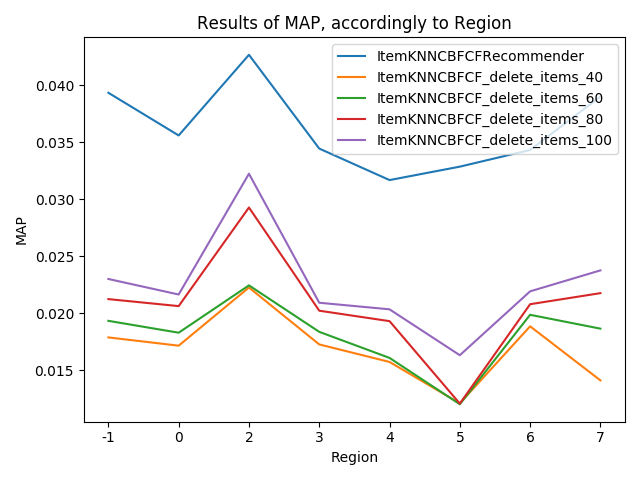 Results of MAP, accordingly to Region
ItemKNNCBFCFRecommender
ItemKNNCBFCF_delete_items_40
ItemKNNCBFCF_delete_items_60
ItemKNNCBFCF_delete_items_80
ItemKNNCBFCF_delete_items_100
0.040
0.035
0.030
0.025
0.020
0.015
MAP
-1 0 2 3 4 5 6 7
Region